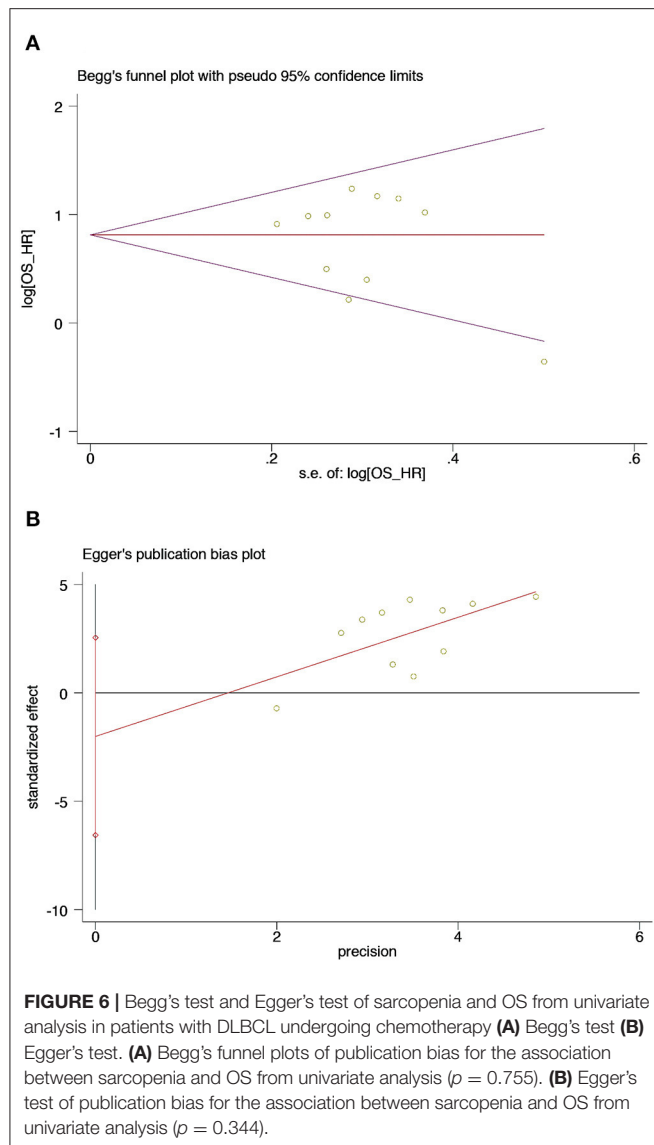 A
Begg's funnel plot with pseudo 95% confidence limits
2
1
0
-1
log[OS_HR]
0
.2
.4
.6
s.e. of: log[OS_HR]
B
Egger's publication bias plot
5
0
-5
-10
standardized effect
0
2
4
6
precision
FIGURE 6 | Begg's test and Egger's test of sarcopenia and OS from univariate
analysis in patients with DLBCL undergoing chemotherapy (A) Begg's test (B)
Egger's test. (A) Begg's funnel plots of publication bias for the association
between sarcopenia and OS from univariate analysis (p = 0.755). (B) Egger's
test of publication bias for the association between sarcopenia and OS from
univariate analysis (p = 0.344).